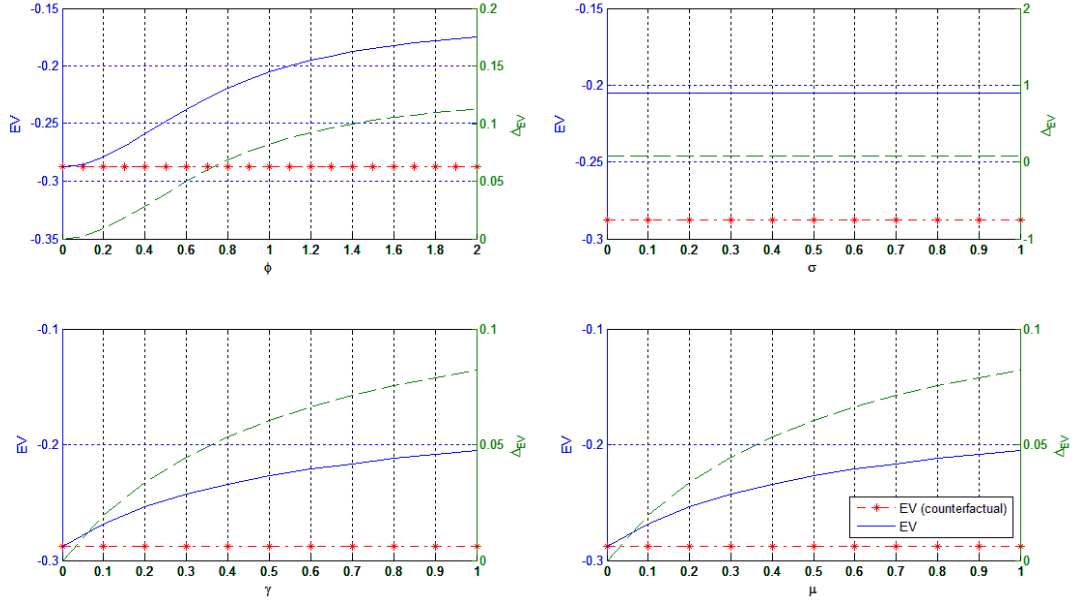 -0.15 0.2 -0.15 2
-0.2 0.15 -0.2 1
EV -0.25 0.1 Δ_EV EV -0.25 0 Δ_EV
-0.3 0.05
-0.35 0 -0.3 -1
0 0.2 0.4 0.6 0.8 1 1.2 1.4 1.6 1.8 2
0 0.1 0.2 0.3 0.4 0.5 0.6 0.7 0.8 0.9 1
φ σ
-0.1 0.1 -0.1 0.1
EV -0.2 0.05 Δ_EV EV -0.2 0.05 Δ_EV
EV (counterfactual)
EV
-0.3 0 -0.3 0
0 0.1 0.2 0.3 0.4 0.5 0.6 0.7 0.8 0.9 1
0 0.1 0.2 0.3 0.4 0.5 0.6 0.7 0.8 0.9 1
γ μ